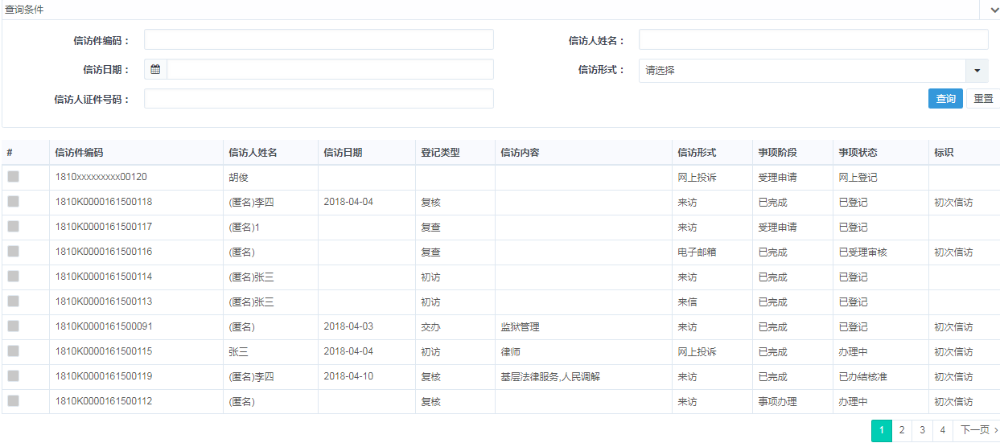 查询条件
信访件编码： 信访人姓名：
信访日期： 信访形式： 请选择
信访人证件号码： 查询 重置
# 信访件编码 信访人姓名 信访日期 登记类型 信访内容 信访形式 事项阶段 事项状态 标识
1810xxxxxxxxx00120 胡俊 网上投诉 受理申请 网上登记
1810K0000161500118 (匿名)李四 2018-04-04 复核 来访 已完成 已登记 初次信访
1810K0000161500117 (匿名)1 复查 来访 受理申请 已登记
1810K0000161500116 (匿名) 复查 电子邮箱 已完成 已受理审核 初次信访
1810K0000161500114 (匿名)张三 初访 来访 已完成 已登记
1810K0000161500113 (匿名)张三 初访 来信 已完成 已登记
1810K0000161500091 (匿名) 2018-04-03 交办 监狱管理 来访 已完成 已登记 初次信访
1810K0000161500115 张三 2018-04-04 初访 律师 网上投诉 已完成 办理中 初次信访
1810K0000161500119 (匿名)李四 2018-04-10 复核 基层法律服务,人民调解 来访 已完成 已办结核准 初次信访
1810K0000161500112 (匿名) 复核 来访 事项办理 办理中 初次信访
1 2 3 4 下一页 ›